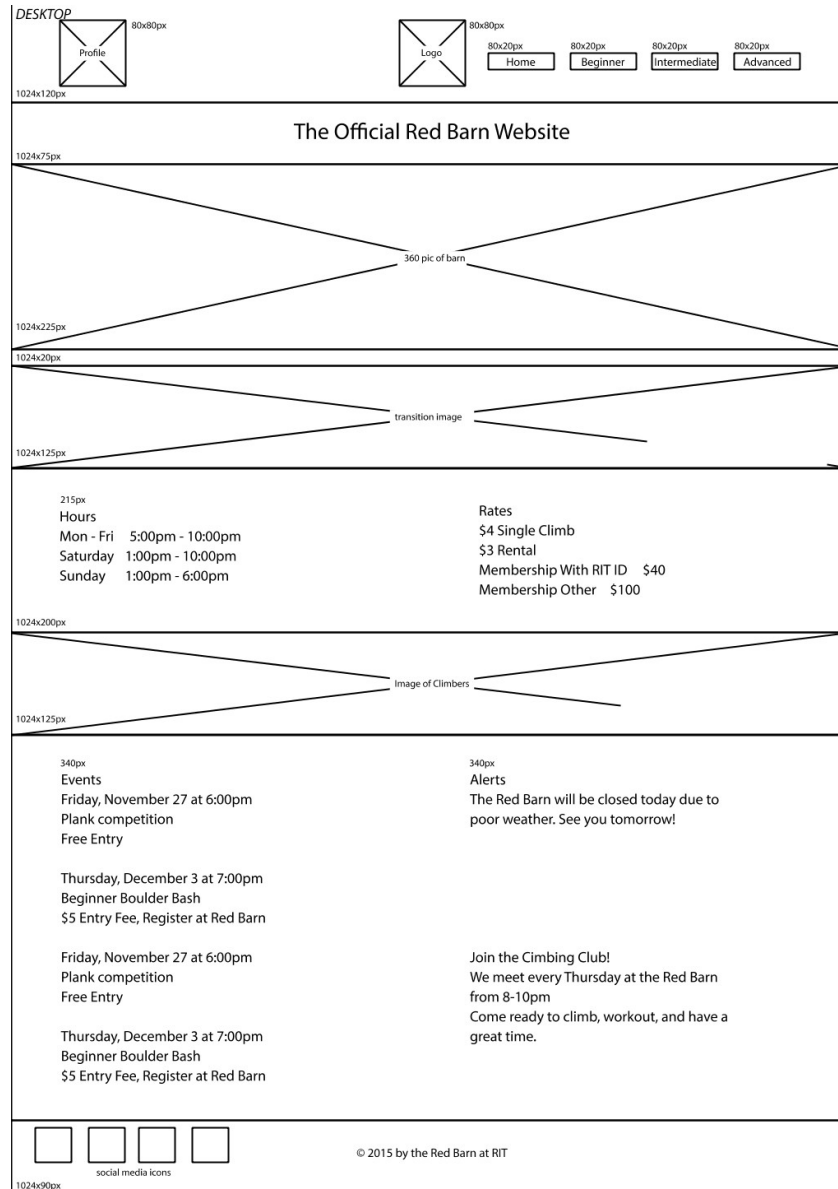 DESKTOP
80x80px
Profile
80x80px
Logo
80x20px 80x20px 80x20px 80x20px
Home Beginner Intermediate Advanced
1024x120px
The Official Red Barn Website
1024x75px
360 pic of barn
1024x225px
1024x20px
transition image
1024x125px
215px
Hours
Mon - Fri 5:00pm - 10:00pm
Saturday 1:00pm - 10:00pm
Sunday 1:00pm - 6:00pm
Rates
$4 Single Climb
$3 Rental
Membership With RIT ID $40
Membership Other $100
1024x200px
Image of Climbers
1024x125px
340px
Events
Friday, November 27 at 6:00pm
Plank competition
Free Entry
Thursday, December 3 at 7:00pm
Beginner Boulder Bash
$5 Entry Fee, Register at Red Barn
Friday, November 27 at 6:00pm
Plank competition
Free Entry
Thursday, December 3 at 7:00pm
Beginner Boulder Bash
$5 Entry Fee, Register at Red Barn
340px
Alerts
The Red Barn will be closed today due to
poor weather. See you tomorrow!
Join the Cimbing Club!
We meet every Thursday at the Red Barn
from 8-10pm
Come ready to climb, workout, and have a
great time.
social media icons
© 2015 by the Red Barn at RIT
1024x90px